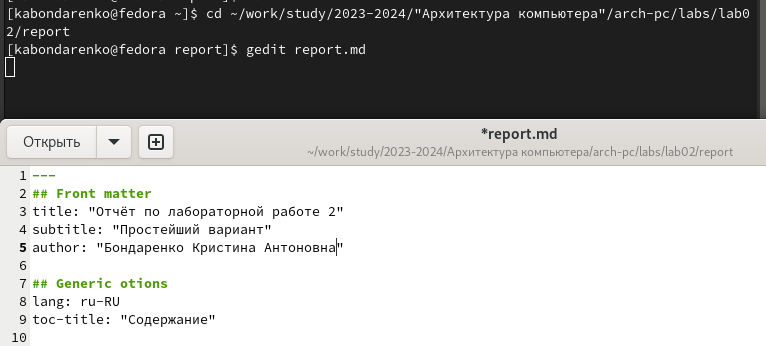 [kabondarenko@fedora ~]$ cd ~/work/study/2023-2024/"Архитектура компьютера"/arch-pc/labs/lab0
2/report
[kabondarenko@fedora report]$ gedit report.md
Открыть
*report.md
~/work/study/2023-2024/Архитектура компьютера/arch-pc/labs/lab02/report
1 ---
2 ## Front matter
3 title: "Отчёт по лабораторной работе 2"
4 subtitle: "Простейший вариант"
5 author: "Бондаренко Кристина Антоновна"
6
7 ## Generic otions
8 lang: ru-RU
9 toc-title: "Содержание"
10